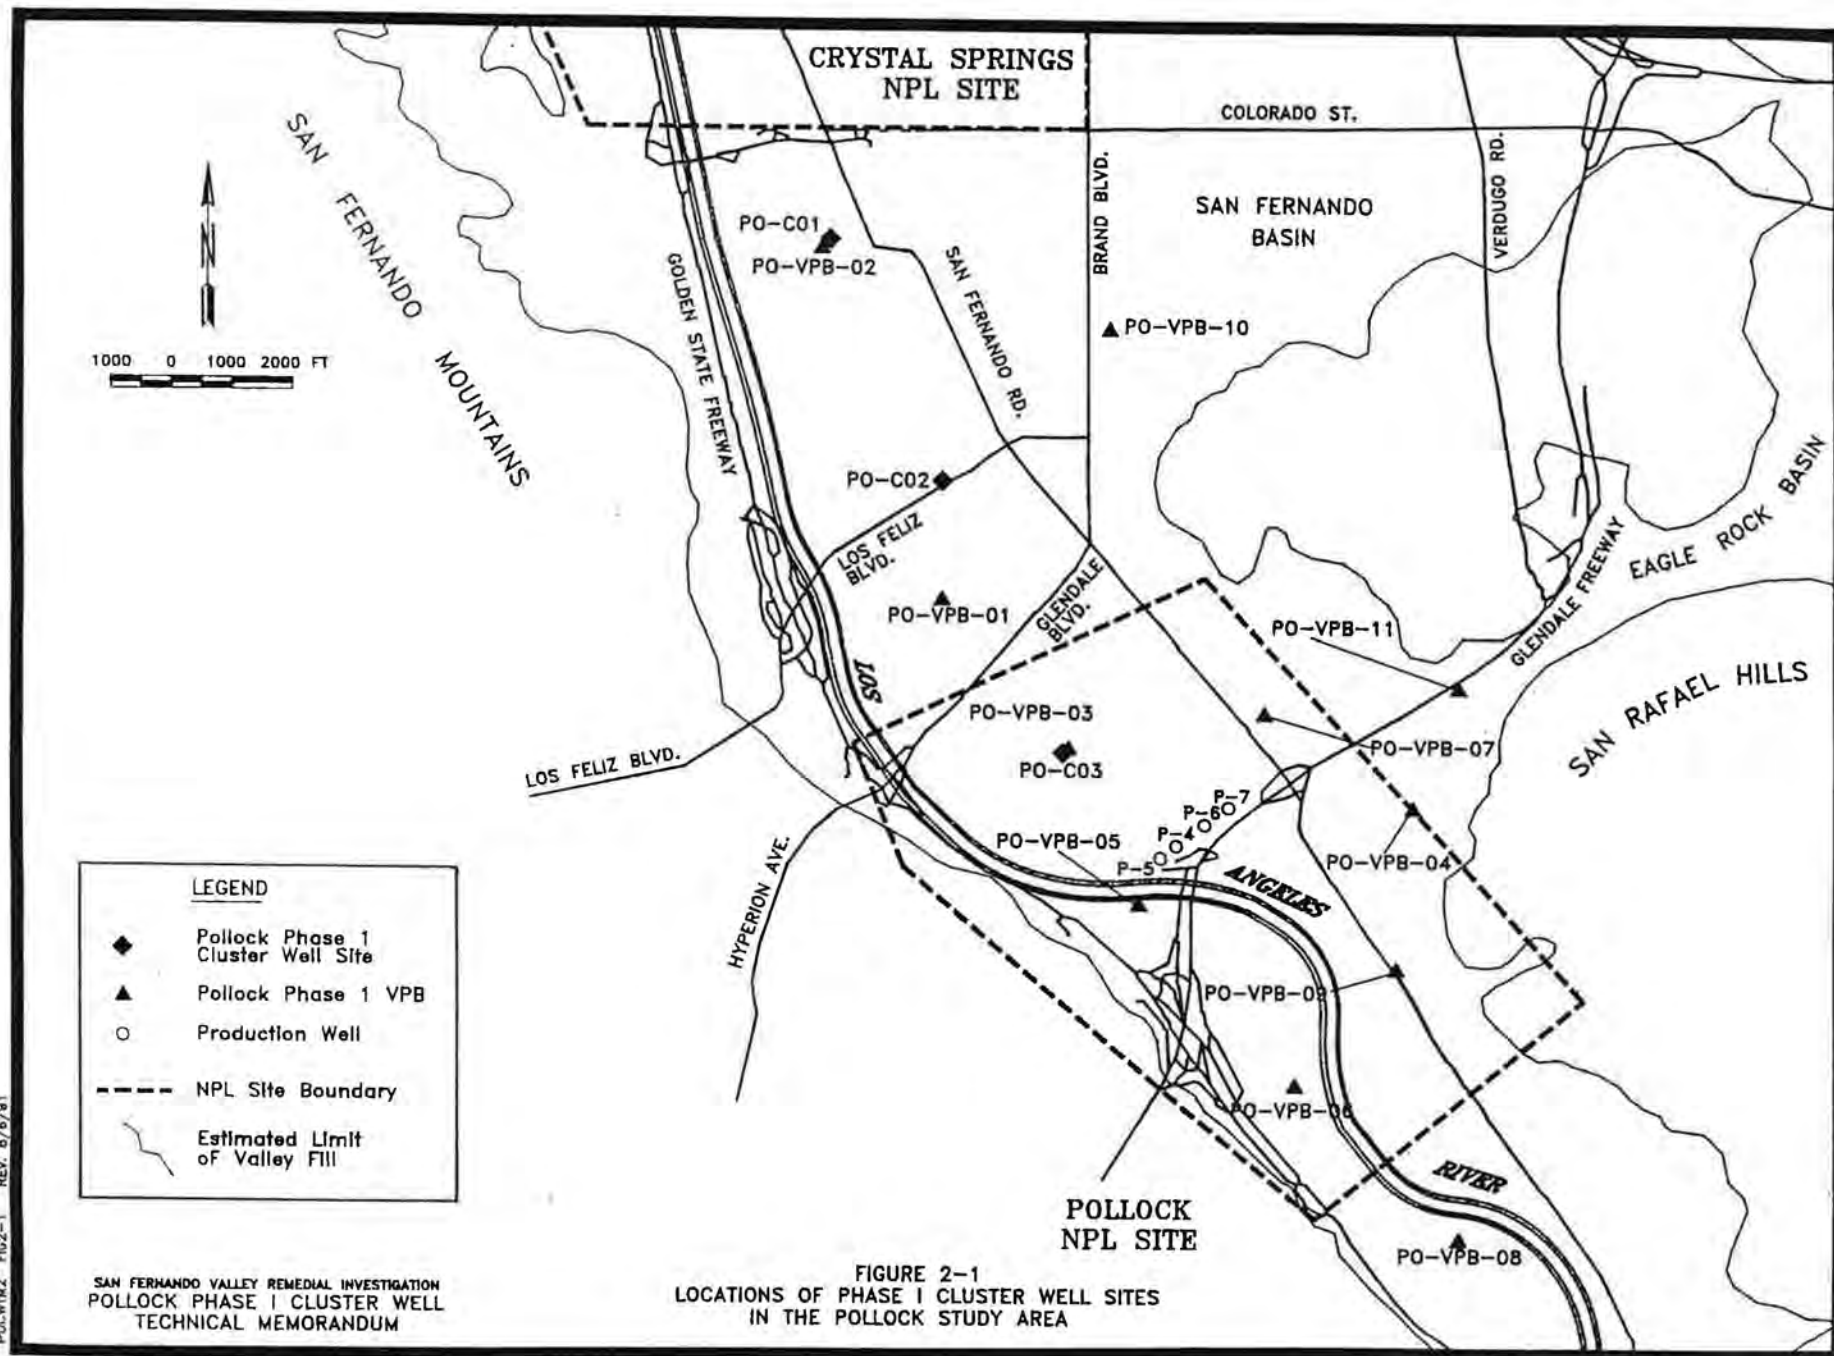 CRYSTAL SPRINGS
NPL SITE
COLORADO ST.
SAN FERNANDO MOUNTAINS
N
1000 0 1000 2000 FT
PO-C01
PO-VPB-02
GOLDEN STATE FREEWAY
SAN FERNANDO RD.
BRAND BLVD.
SAN FERNANDO
BASIN
VERDUGO RD.
PO-VPB-10
PO-C02
LOS FELIZ
BLVD.
PO-VPB-01
GLENDALE
BLVD.
EAGLE ROCK BASIN
GLENDALE FREEWAY
PO-VPB-11
SAN RAFAEL HILLS
LOS
PO-VPB-03
PO-VPB-07
PO-C03
LOS FELIZ BLVD.
HYPERION AVE.
P-7
P-6
P-4
P-5
PO-VPB-05
PO-VPB-04
ANGELES
PO-VPB-09
PO-VPB-06
RIVER
POLLOCK
NPL SITE
PO-VPB-08
LEGEND
Pollock Phase 1
Cluster Well Site
Pollock Phase 1 VPB
Production Well
NPL Site Boundary
Estimated Limit
of Valley Fill
SAN FERNANDO VALLEY REMEDIAL INVESTIGATION
POLLOCK PHASE I CLUSTER WELL
TECHNICAL MEMORANDUM
FIGURE 2-1
LOCATIONS OF PHASE I CLUSTER WELL SITES
IN THE POLLOCK STUDY AREA